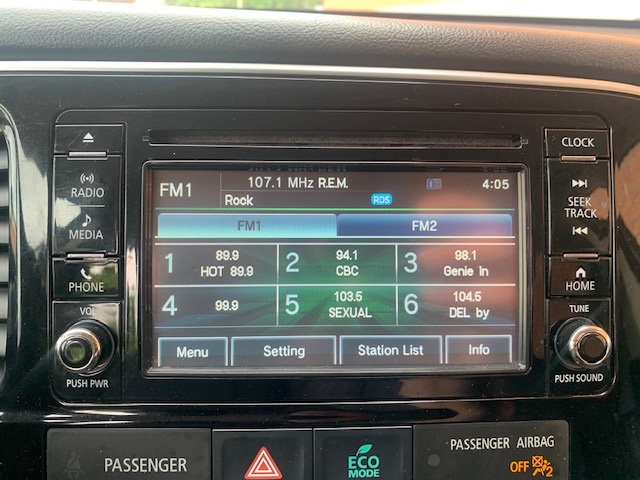 CLOCK
RADIO
MEDIA
PHONE
VOL
PUSH PWR
FM1 107.1 MHz R.E.M. 4:05
Rock RDS
FM1 FM2
1 89.9 HOT 89.9
2 94.1 CBC
3 98.1 Genie In
4 99.9
5 103.5 SEXUAL
6 104.5 DEL by
Menu Setting Station List Info
SEEK
TRACK
HOME
TUNE
PUSH SOUND
PASSENGER
ECO
MODE
PASSENGER AIRBAG
OFF 2